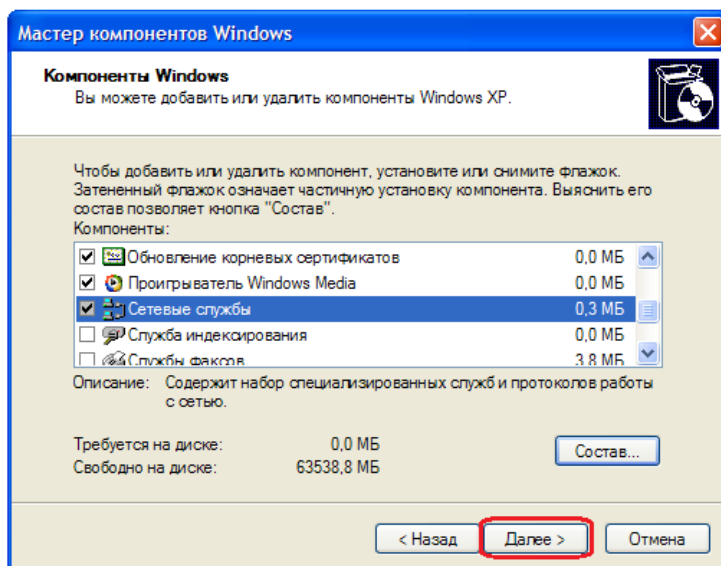 Мастер компонентов Windows
Компоненты Windows
Вы можете добавить или удалить компоненты Windows XP.
Чтобы добавить или удалить компонент, установите или снимите флажок.
Затененный флажок означает частичную установку компонента. Выяснить его
состав позволяет кнопка "Состав".
Компоненты:
Обновление корневых сертификатов 0,0 МБ
Проигрыватель Windows Media 0,0 МБ
Сетевые службы 0,3 МБ
Служба индексирования 0,0 МБ
Службы факсов 3,8 МБ
Описание: Содержит набор специализированных служб и протоколов работы
с сетью.
Требуется на диске: 0,0 МБ
Свободно на диске: 63538,8 МБ
Состав...
< Назад Далее > Отмена